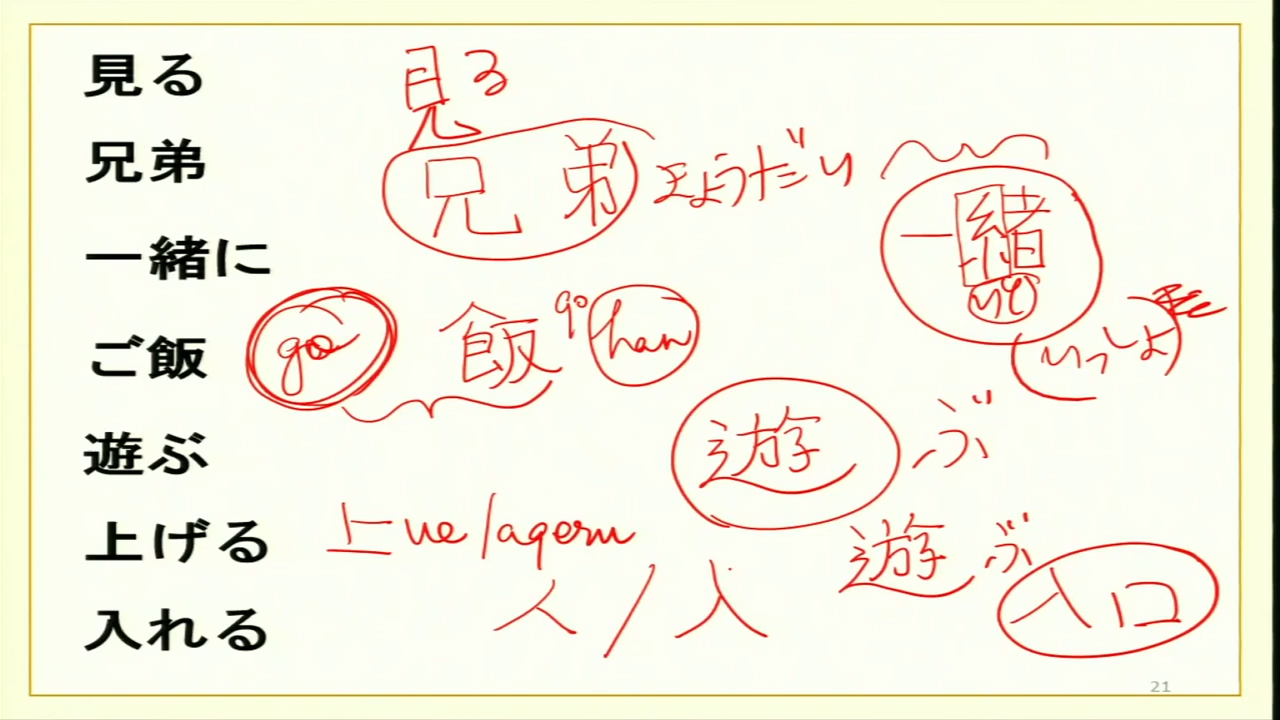 見る 見る
兄弟 兄弟 きょうだい
一緒に 一緒 いっしょ
ご飯 go 飯 go han
遊ぶ 遊ぶ
上げる 上 ue/ageru 遊ぶ
入れる 人/入 入口
21